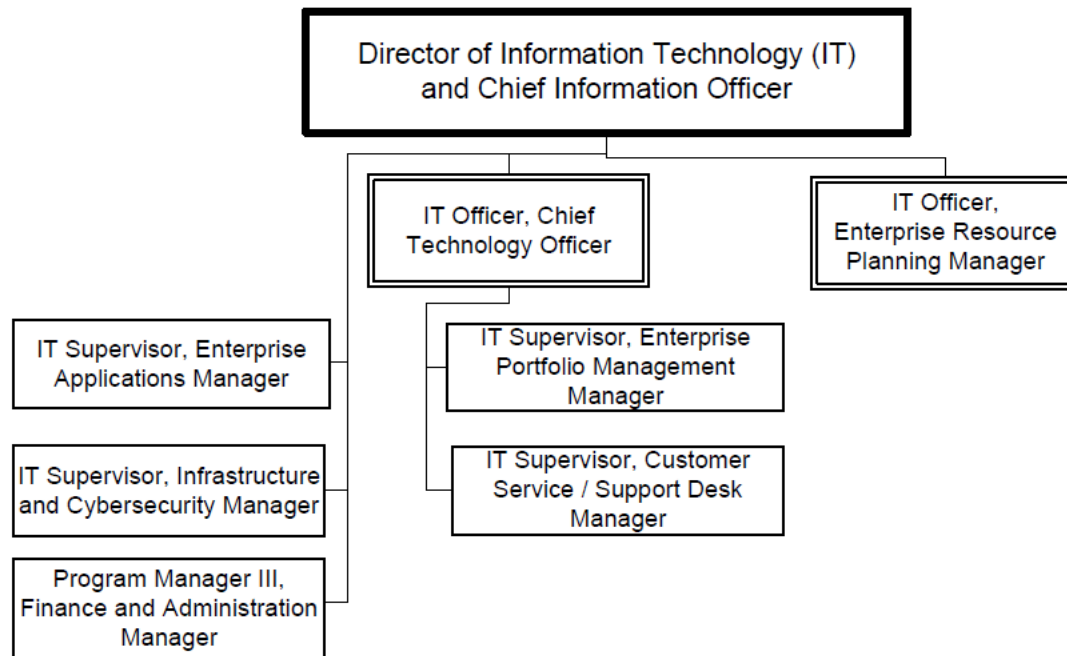 Director of Information Technology (IT)
and Chief Information Officer
IT Officer, Chief
Technology Officer
IT Officer,
Enterprise Resource
Planning Manager
IT Supervisor, Enterprise
Applications Manager
IT Supervisor, Enterprise
Portfolio Management
Manager
IT Supervisor, Infrastructure
and Cybersecurity Manager
IT Supervisor, Customer
Service / Support Desk
Manager
Program Manager III,
Finance and Administration
Manager